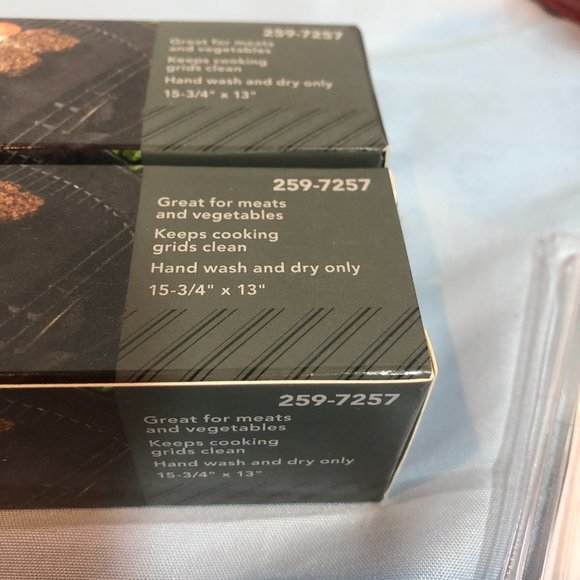 259-7257
Great for meats
and vegetables
Keeps cooking
grids clean
Hand wash and dry only
15-3/4" x 13"
259-7257
Great for meats
and vegetables
Keeps cooking
grids clean
Hand wash and dry only
15-3/4" x 13"
259-7257
Great for meats
and vegetables
Keeps cooking
grids clean
Hand wash and dry only
15-3/4" x 13"